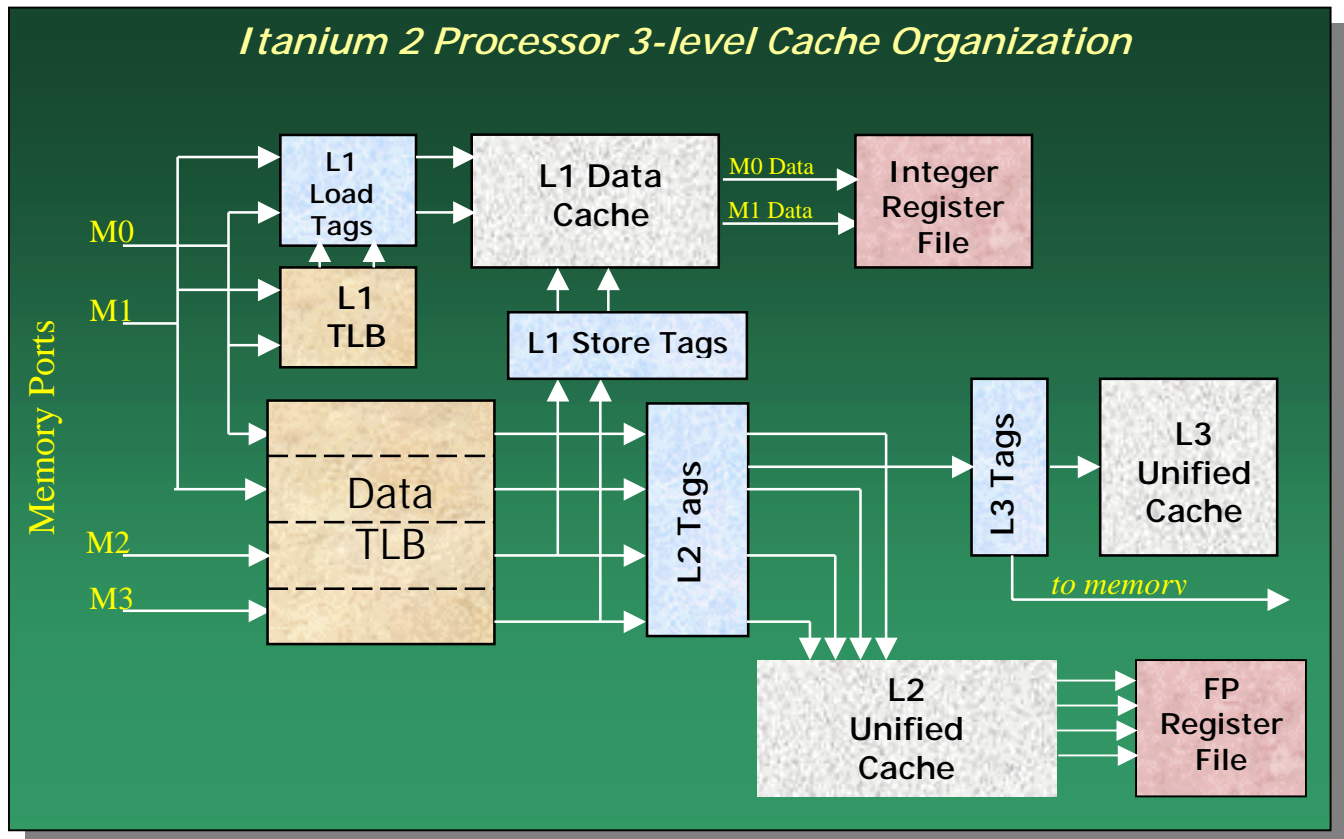 Itanium 2 Processor 3-level Cache Organization
Memory Ports
M0
M1
M2
M3
L1
Load
Tags
L1
TLB
L1 Data
Cache
M0 Data
M1 Data
Integer
Register
File
L1 Store Tags
Data
TLB
L2 Tags
L3 Tags
L3
Unified
Cache
to memory
L2
Unified
Cache
FP
Register
File